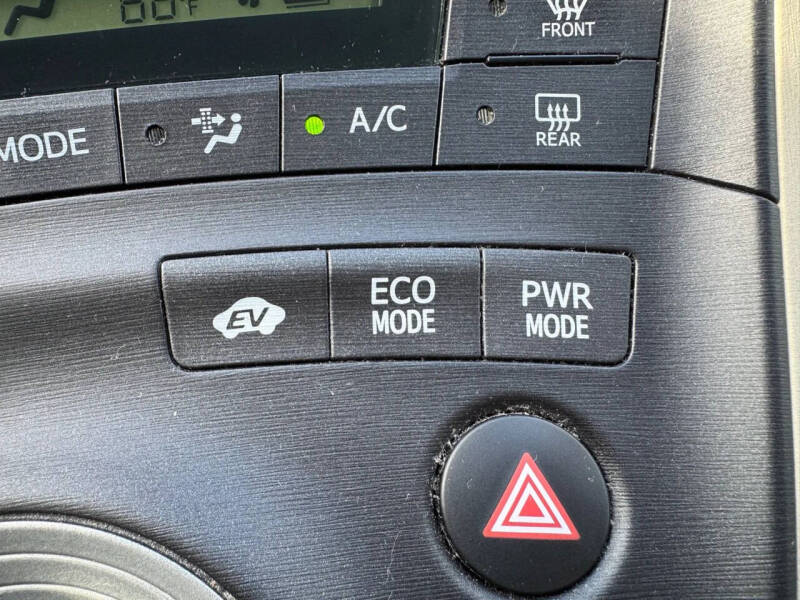 FRONT
MODE
A/C
REAR
EV
ECO
MODE
PWR
MODE